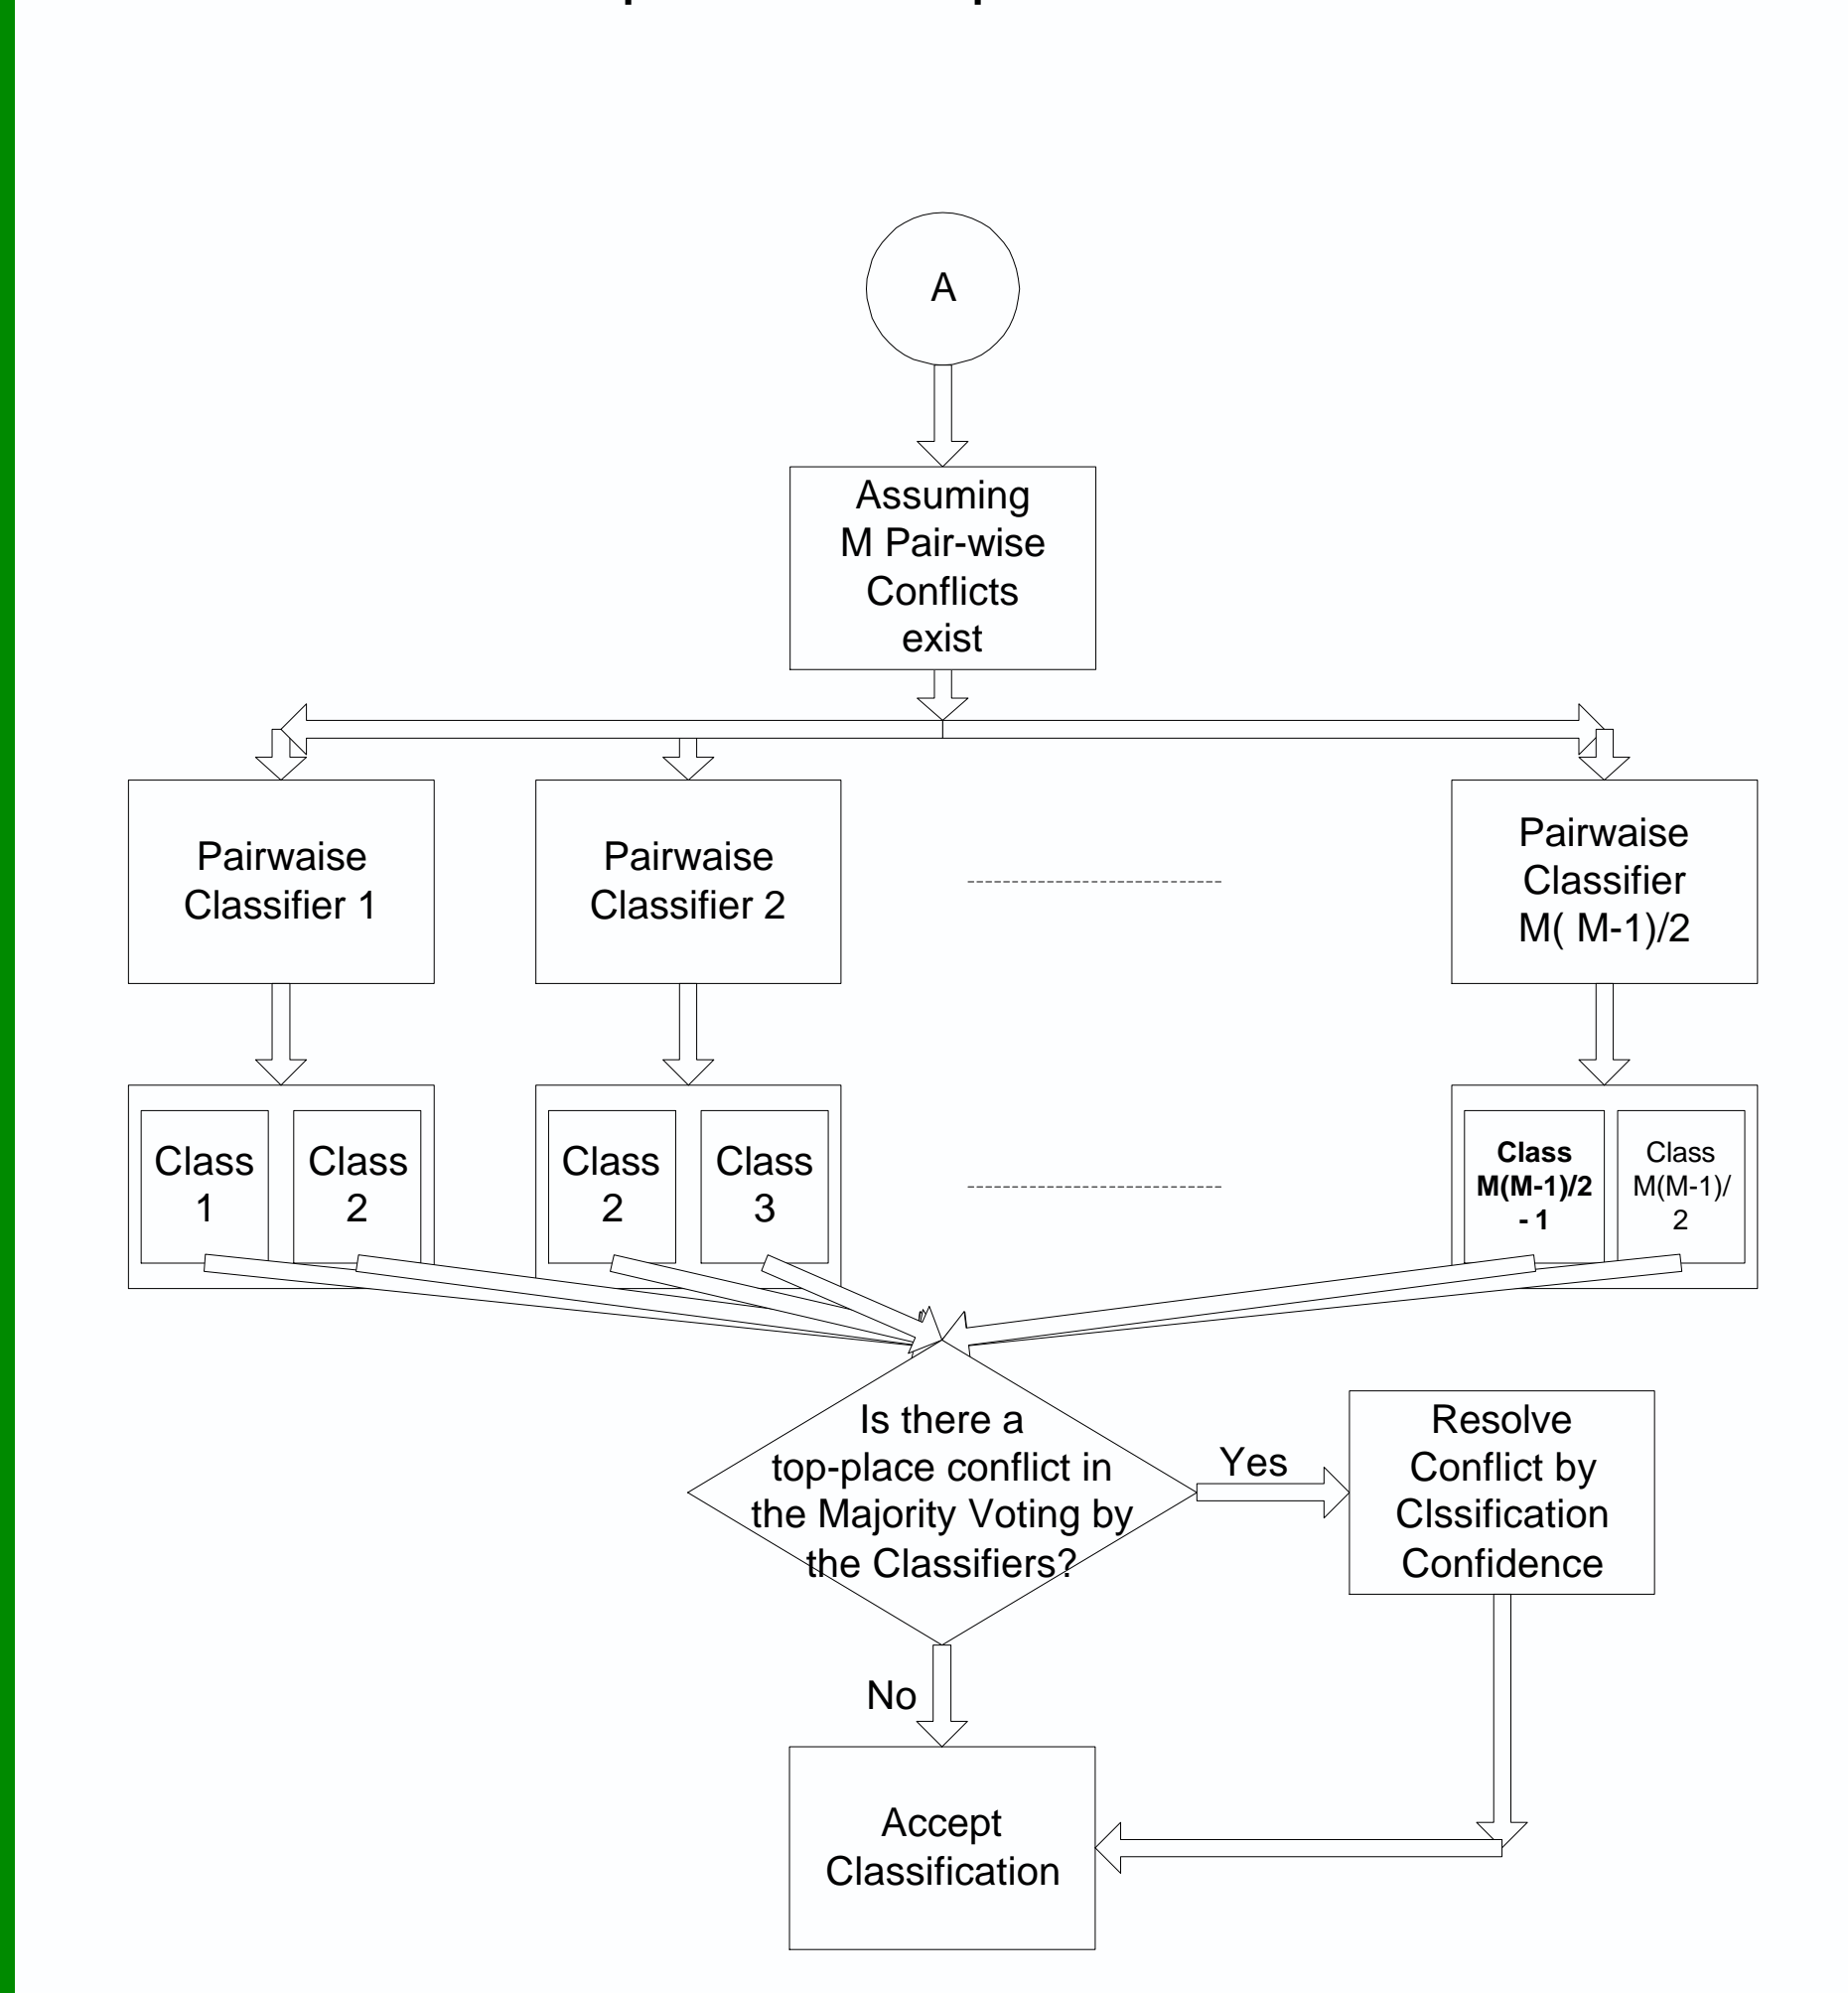 A
Assuming
M Pair-wise
Conflicts
exist
Pairwaise
Classifier 1
Pairwaise
Classifier 2
Pairwaise
Classifier
M( M-1)/2
Class
1
Class
2
Class
2
Class
3
Class
M(M-1)/2
- 1
Class
M(M-1)/
2
Is there a
top-place conflict in
the Majority Voting by
the Classifiers?
Yes
Resolve
Conflict by
Clssification
Confidence
No
Accept
Classification